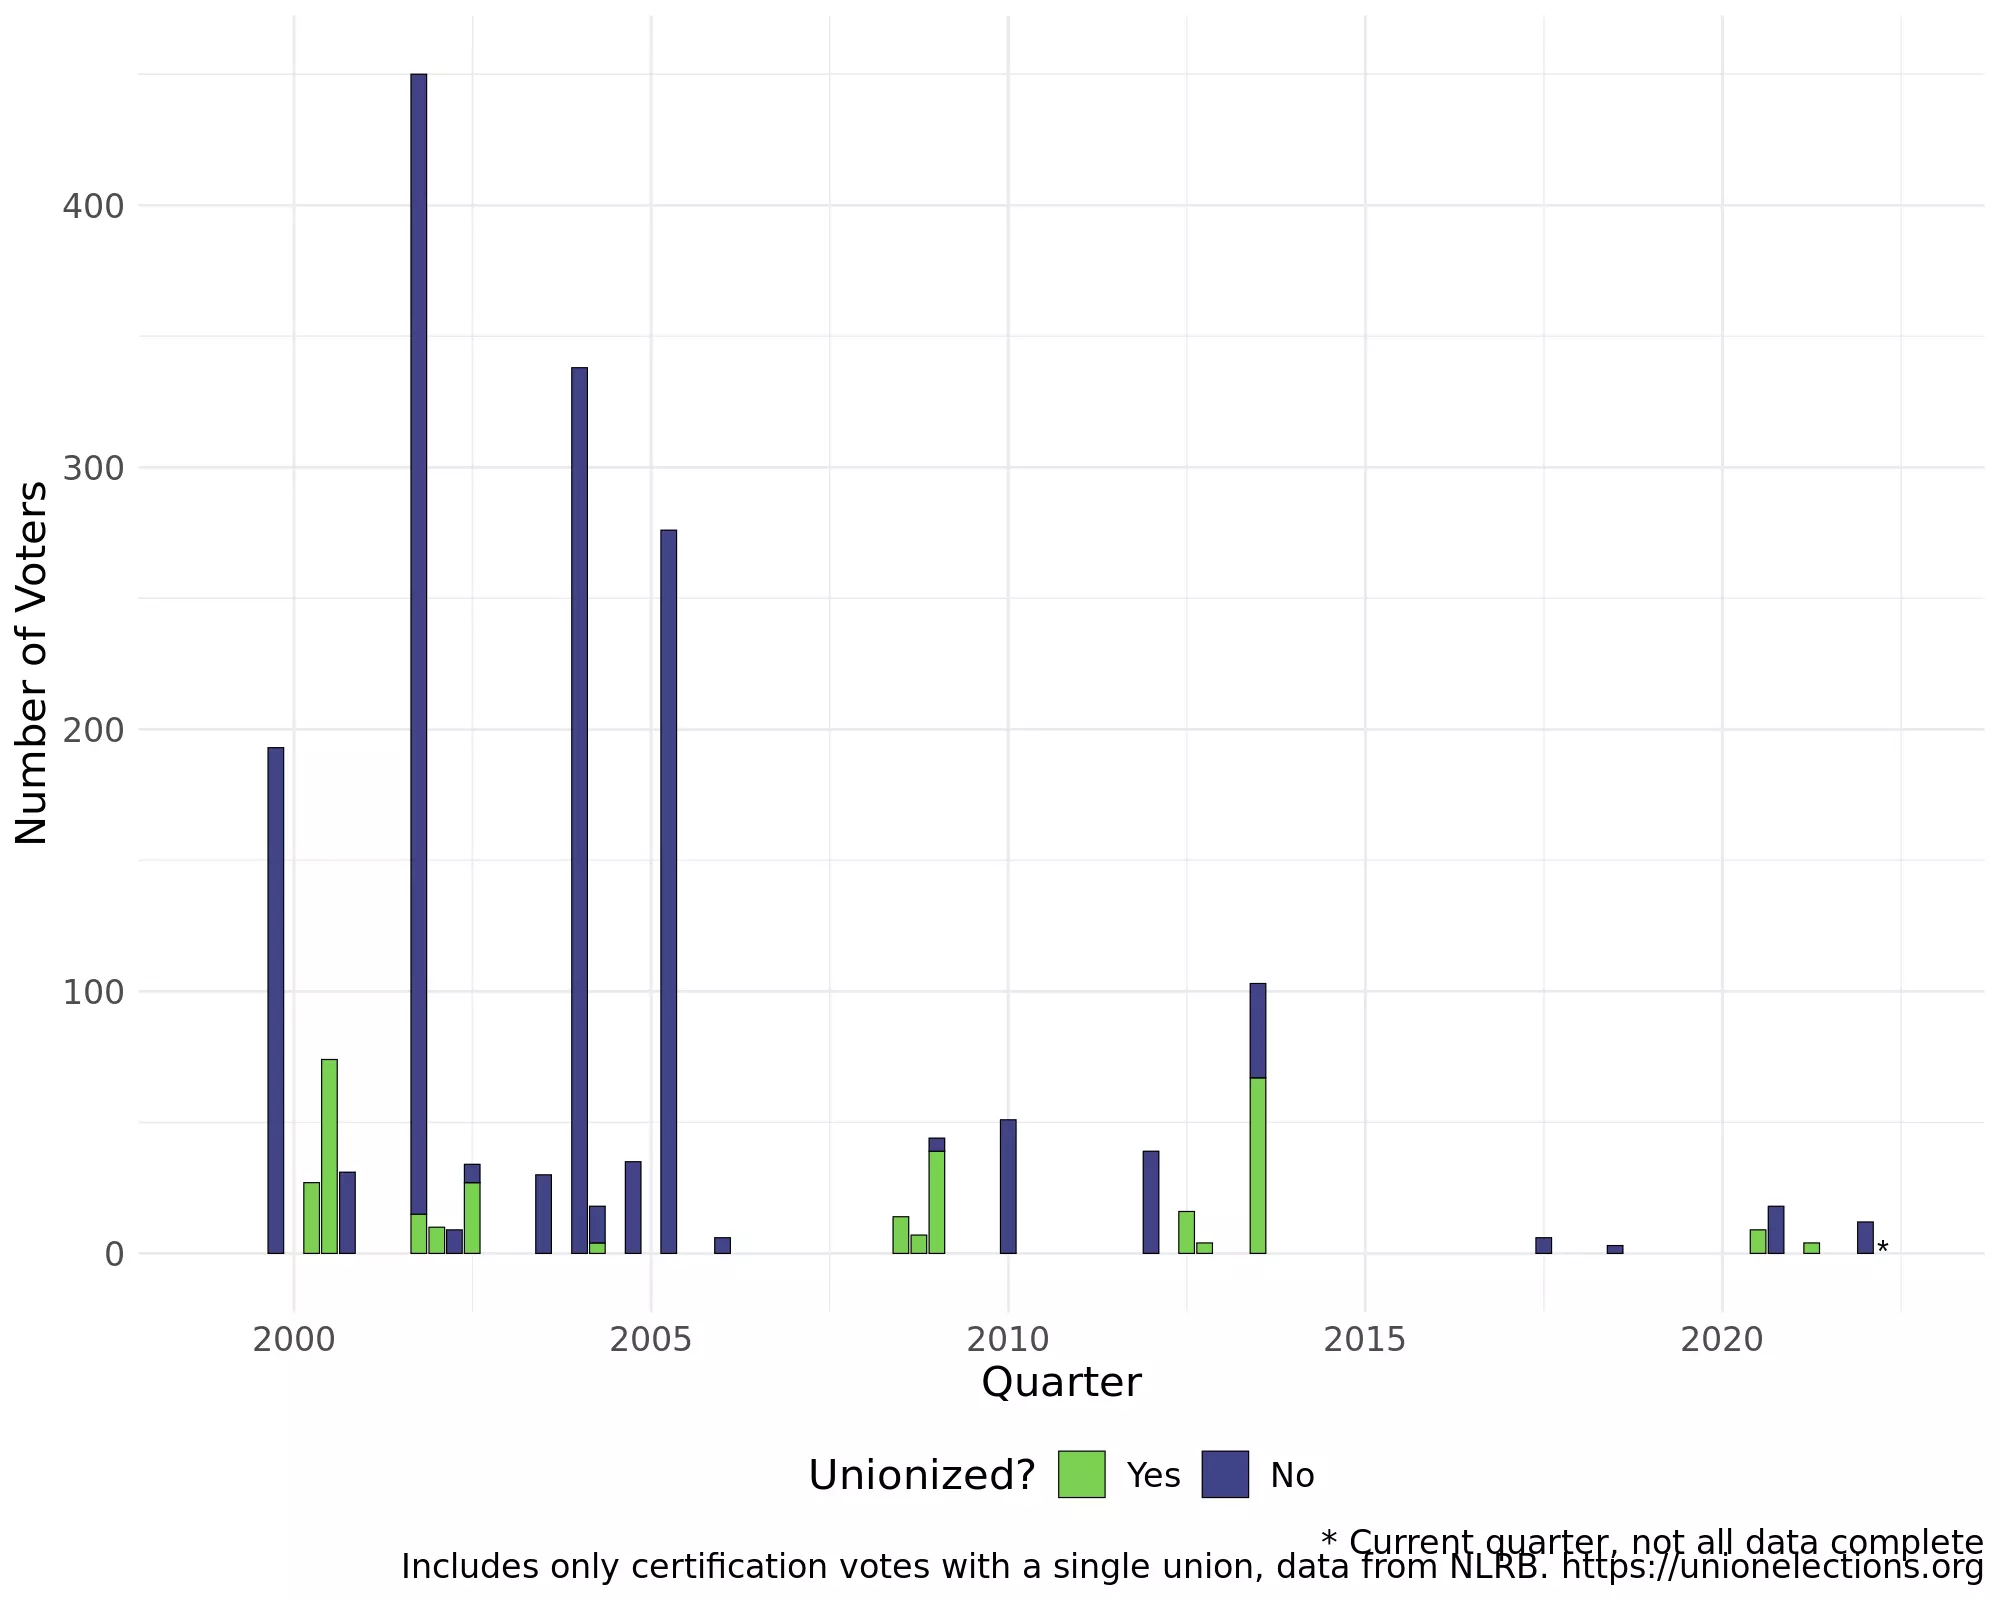 Number of Voters
400
300
200
100
0
*
2000 2005 2010 2015 2020
Quarter
Unionized? Yes No
* Current quarter, not all data complete
Includes only certification votes with a single union, data from NLRB. https://unionelections.org